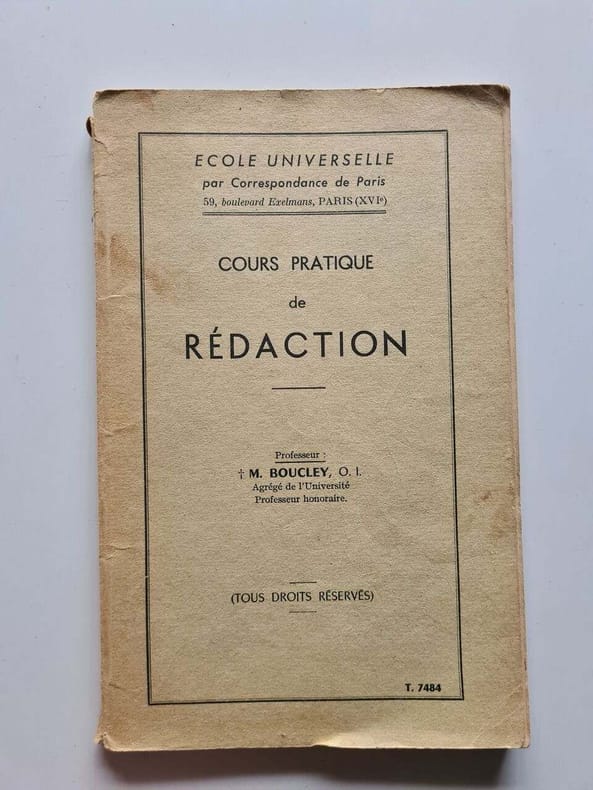 ECOLE UNIVERSELLE
par Correspondance de Paris
59, boulevard Exelmans, PARIS (XVIe)
COURS PRATIQUE
de
RÉDACTION
Professeur :
† M. BOUCLEY, O. I.
Agrégé de l'Université
Professeur honoraire.
(TOUS DROITS RÉSERVÉS)
T. 7484